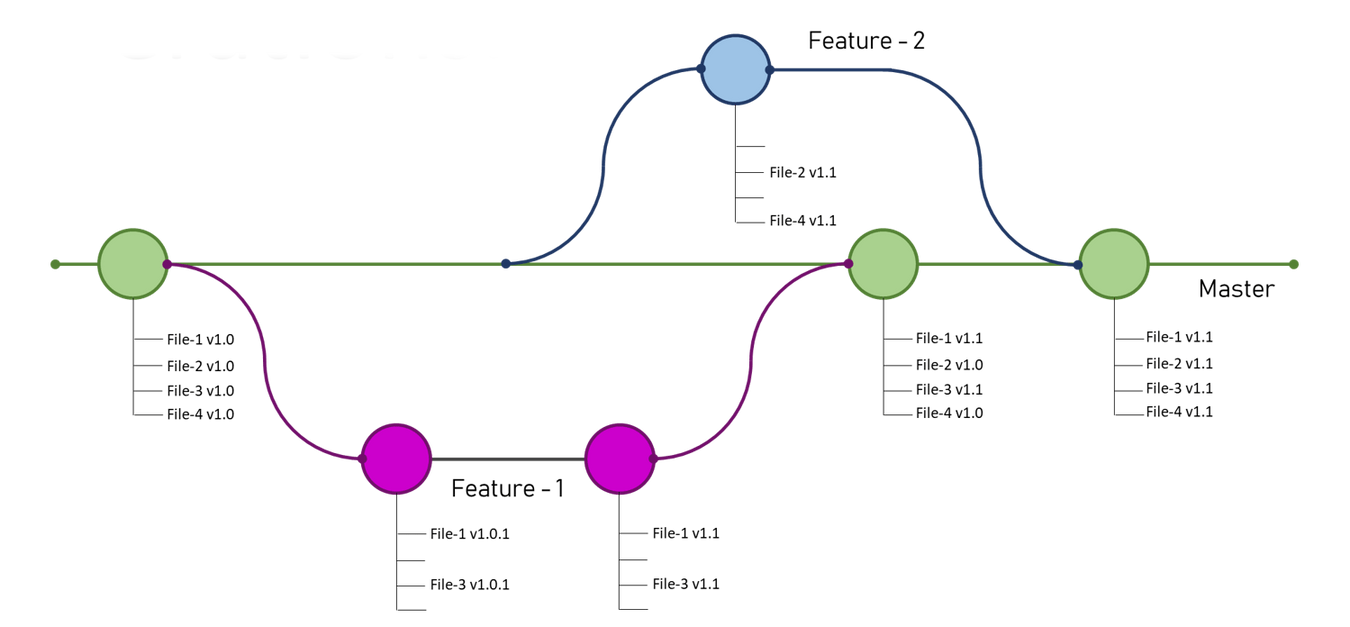 Feature - 2
File-2 v1.1
File-4 v1.1
Master
File-1 v1.0
File-2 v1.0
File-3 v1.0
File-4 v1.0
File-1 v1.1
File-2 v1.0
File-3 v1.1
File-4 v1.0
File-1 v1.1
File-2 v1.1
File-3 v1.1
File-4 v1.1
Feature - 1
File-1 v1.0.1
File-3 v1.0.1
File-1 v1.1
File-3 v1.1